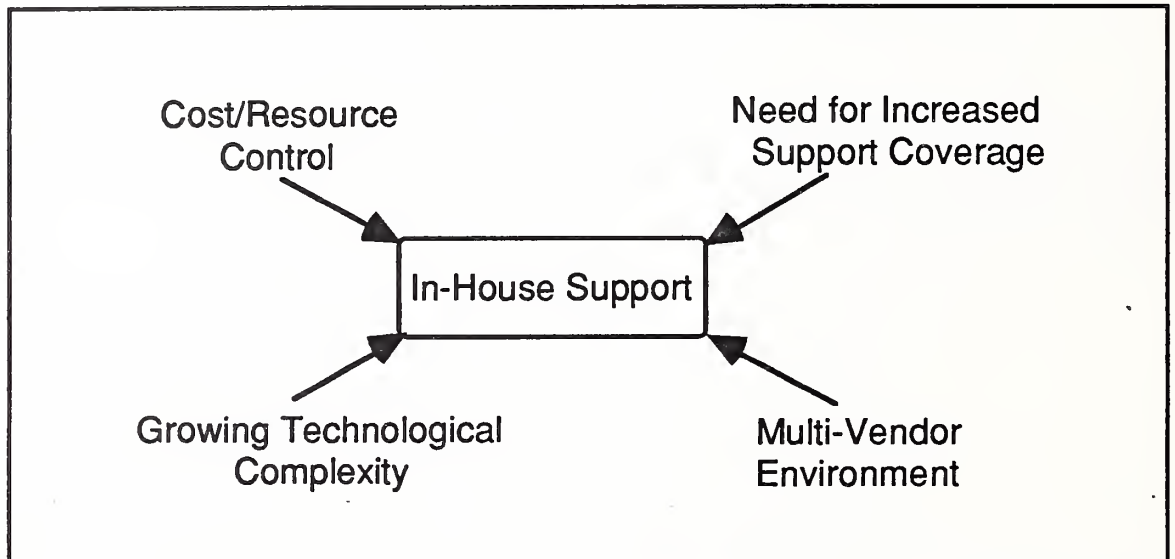 Cost/Resource
Control
Need for Increased
Support Coverage
In-House Support
Growing Technological
Complexity
Multi-Vendor
Environment